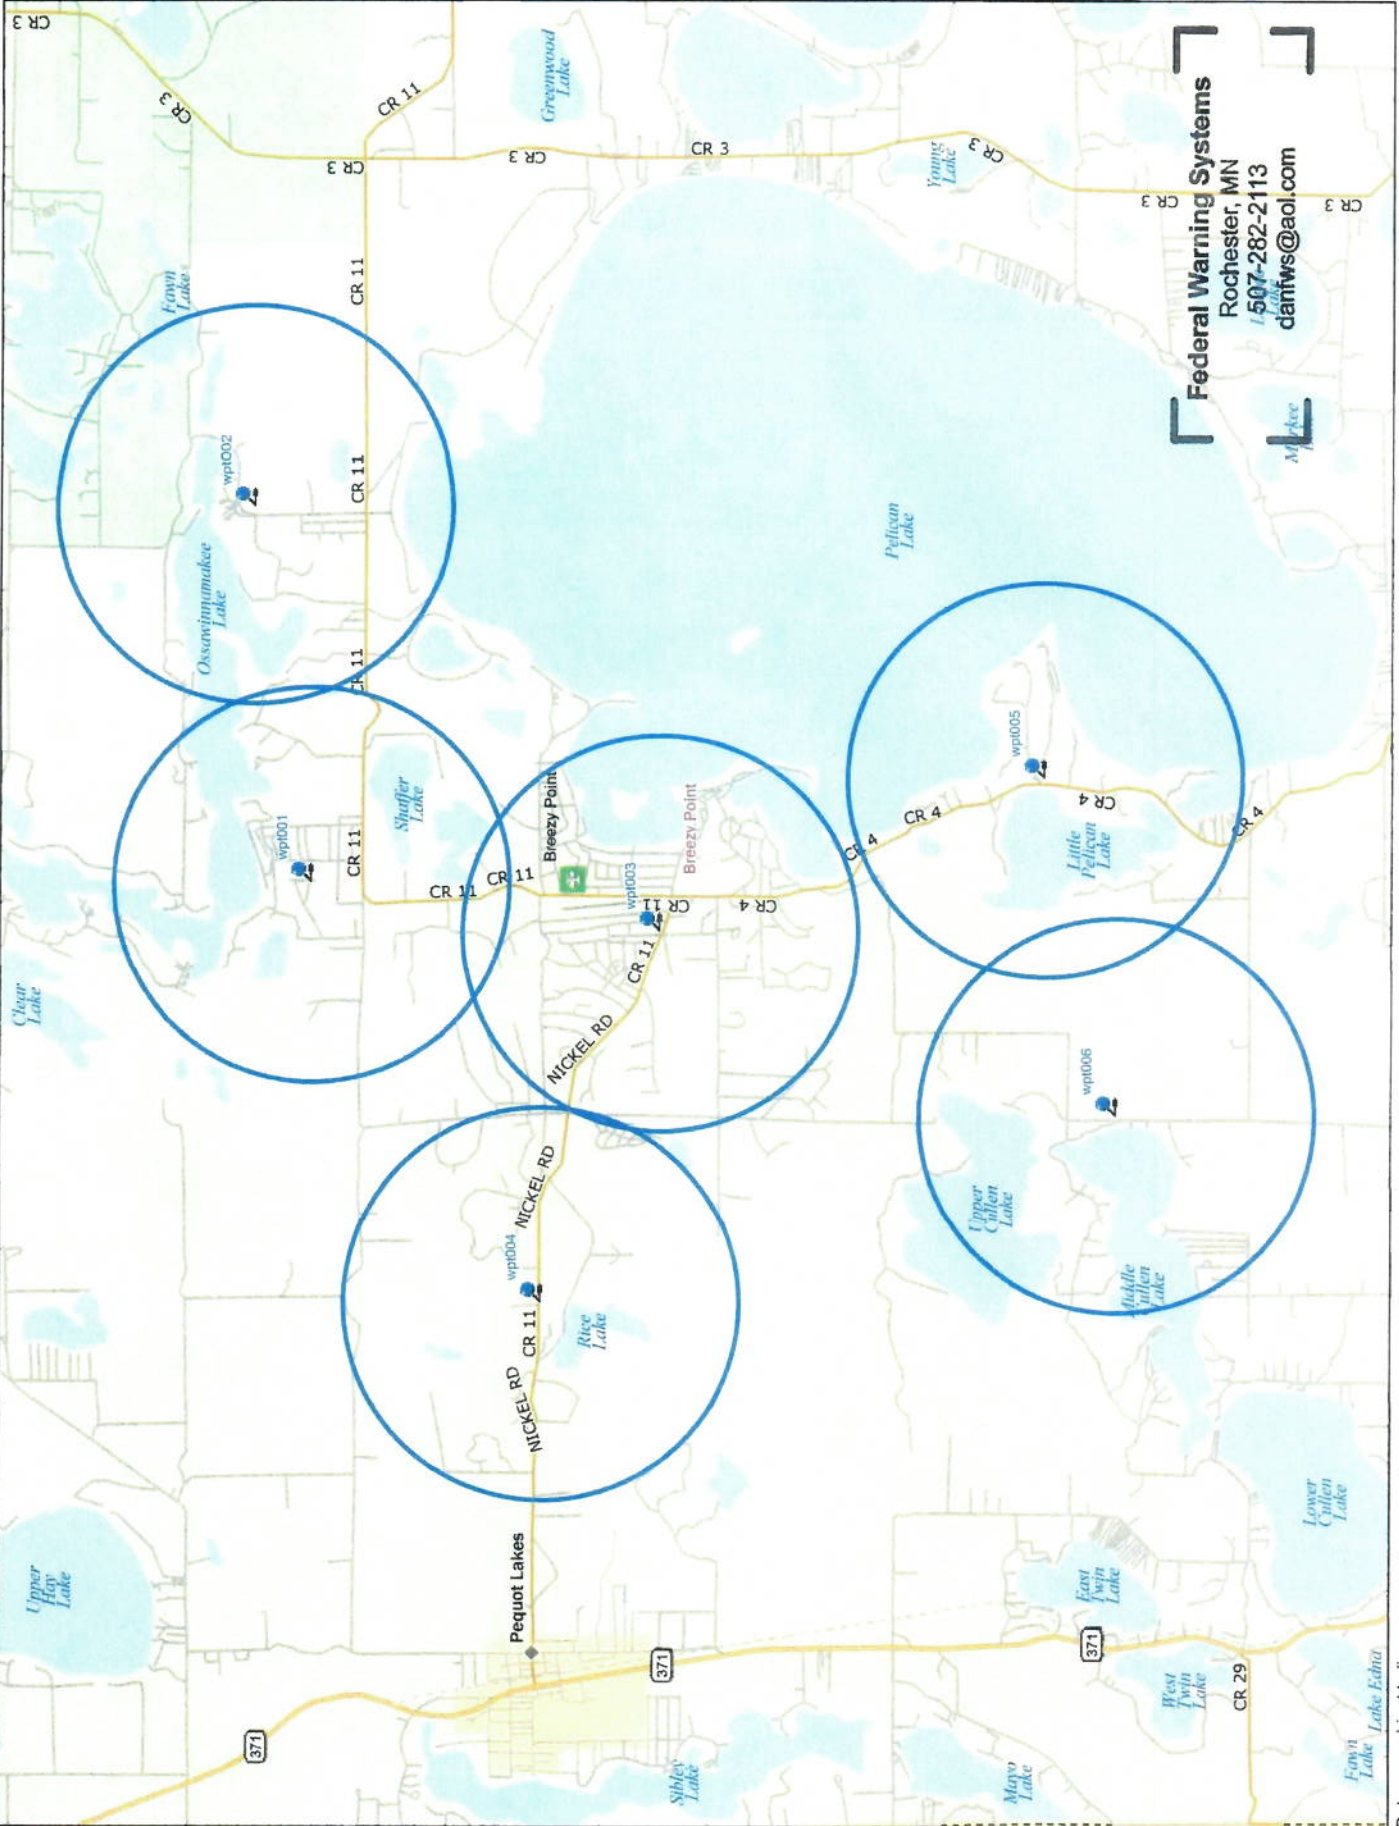 CR 3
CR 3
CR 11
CR 3
Greenwood
Lake
CR 3
CR 3
Young
Lake
CR 3
CR 3
CR 3
Federal Warning Systems
Rochester, MN
507-282-2113
danfws@aol.com
Fawn
Lake
CR 11
wpt002
CR 11
Ossawinnamakee
Lake
CR 11
Pelican
Lake
wpt001
CR 11
Shaffer
Lake
CR 11
CR 11
Breezy Point
Breezy Point
wpt003
CR 11
CR 4
CR 11
NICKEL RD
CR 4
CR 4
wpt005
CR 4
Little
Pelican
Lake
CR 4
Clear
Lake
NICKEL RD
wpt004
CR 11
NICKEL RD
Rice
Lake
wpt006
Upper
Cullen
Lake
Middle
Cullen
Lake
Upper
Hay
Lake
Pequot Lakes
371
371
371
Sibley
Lake
East
Twin
Lake
West
Twin
Lake
Lower
Cullen
Lake
CR 29
Mayo
Lake
Fawn
Lake
Lake Edna